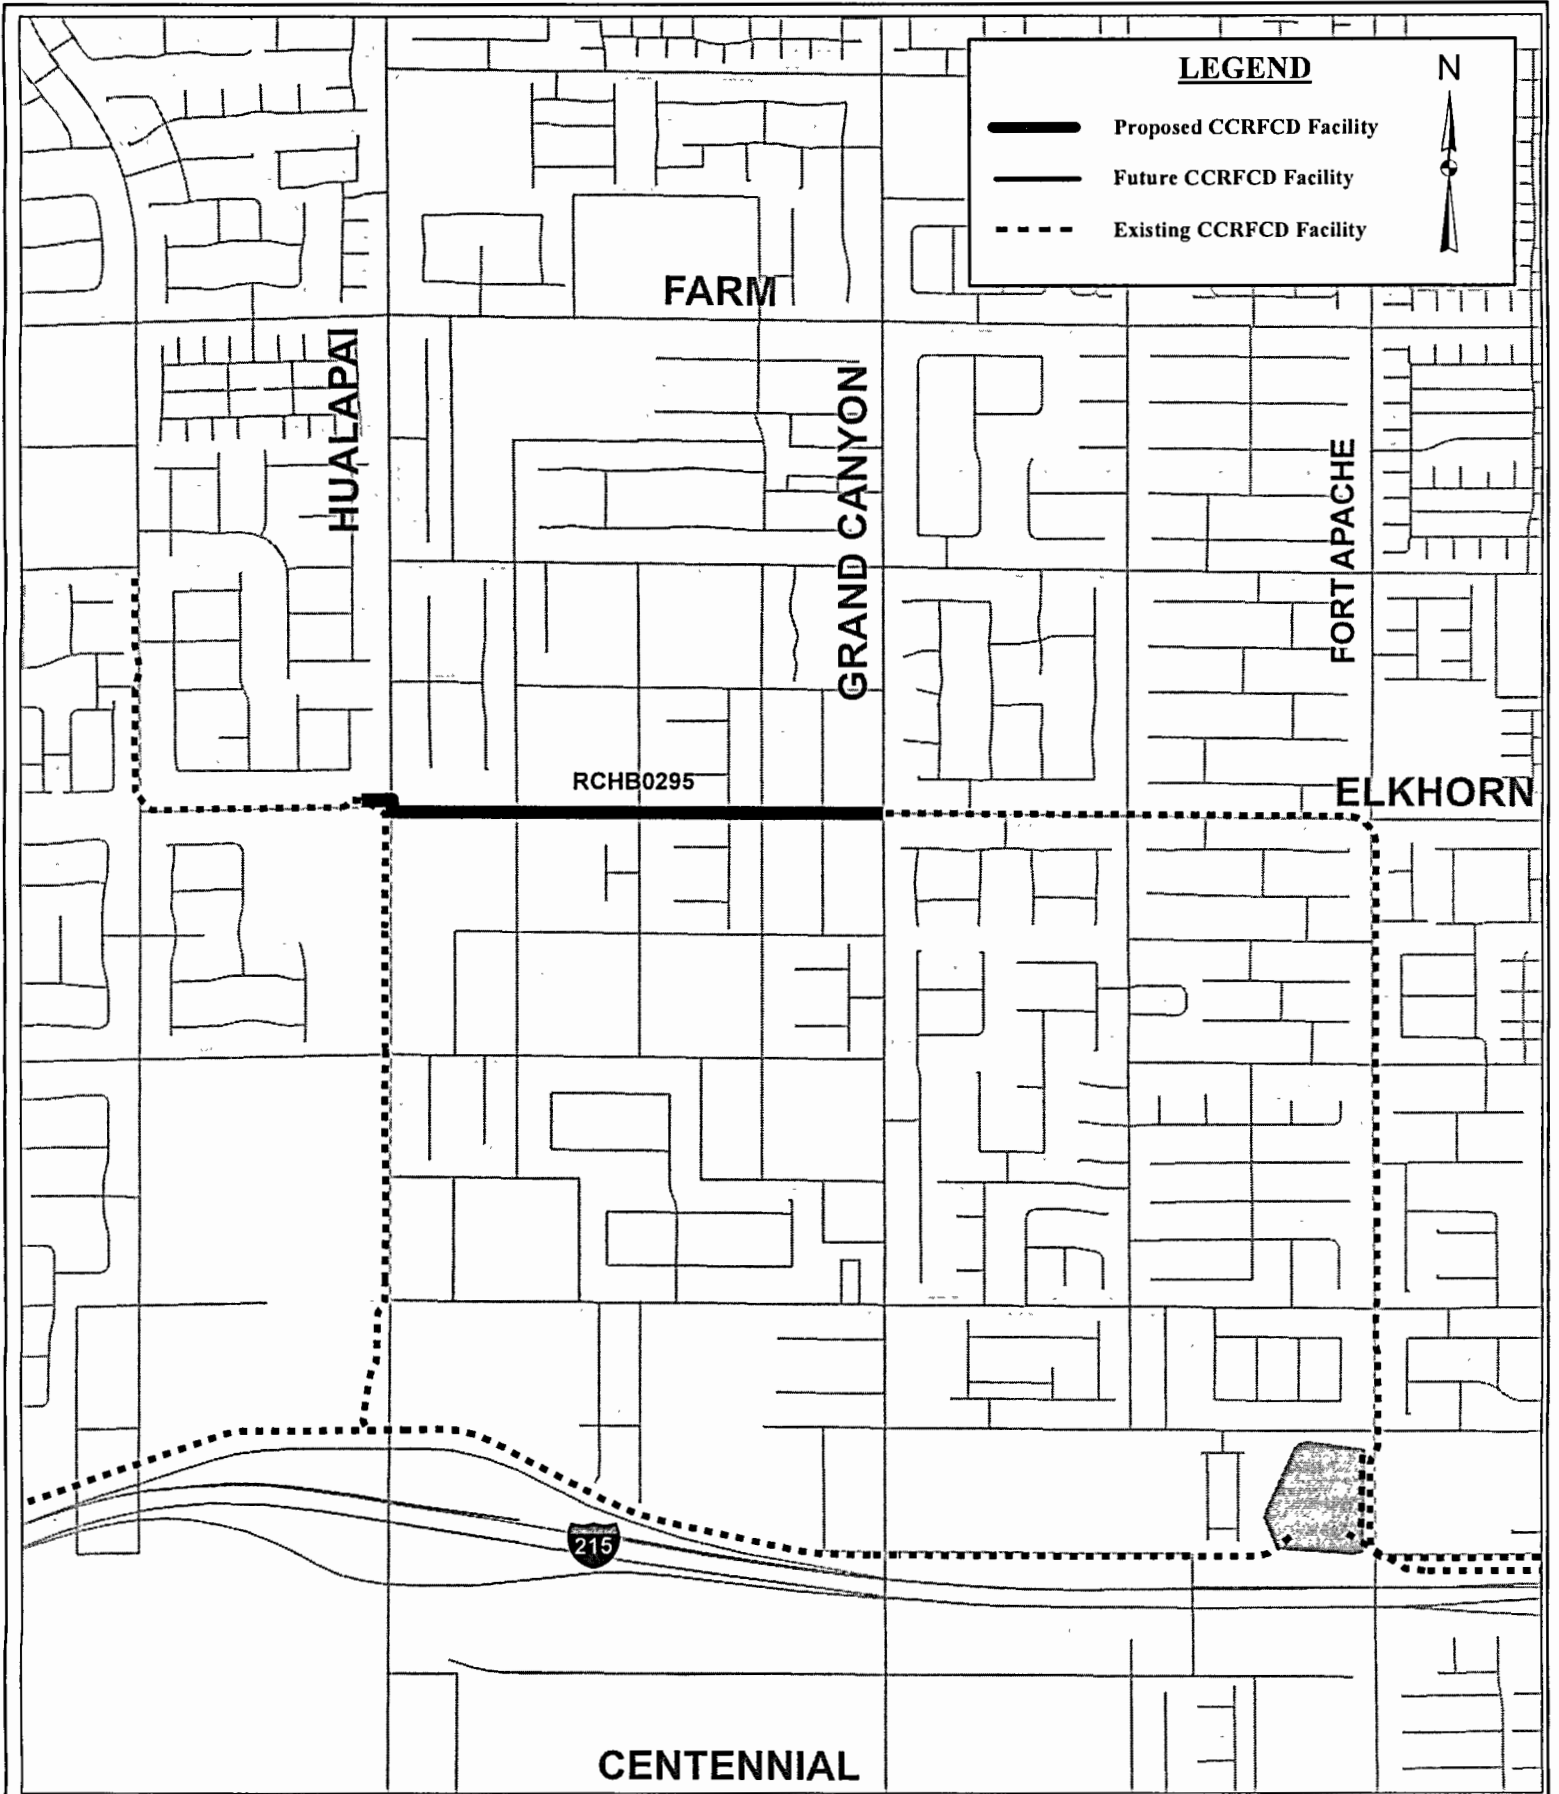 LEGEND
N
Proposed CCRFCD Facility
Future CCRFCD Facility
Existing CCRFCD Facility
FARM
HUALAPAI
GRAND CANYON
FORT APACHE
RCHB0295
ELKHORN
215
CENTENNIAL